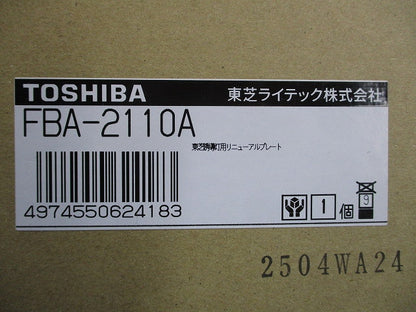 TOSHIBA 東芝ライテック株式会社
FBA-2110A
東芝誘導灯用リニューアルプレート
4974550624183
1 個 9
2504WA24